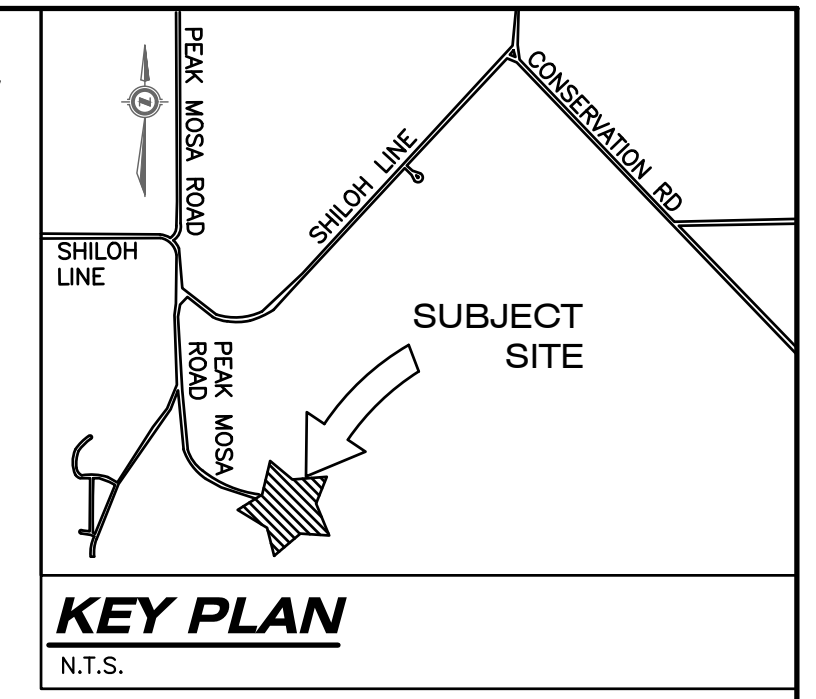 PEAK MOSA ROAD
CONSERVATION RD
SHILOH LINE
SHILOH
LINE
SUBJECT
SITE
PEAK MOSA
ROAD
KEY PLAN
N.T.S.